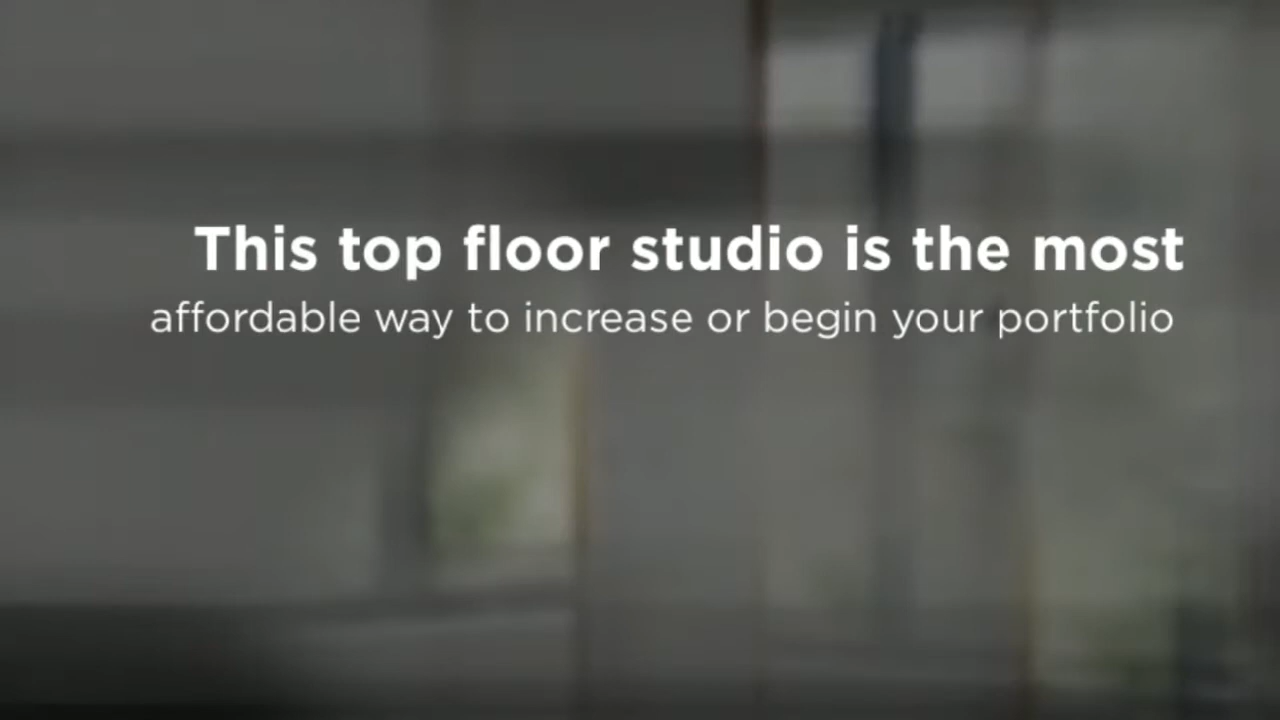 This top floor studio is the most
affordable way to increase or begin your portfolio